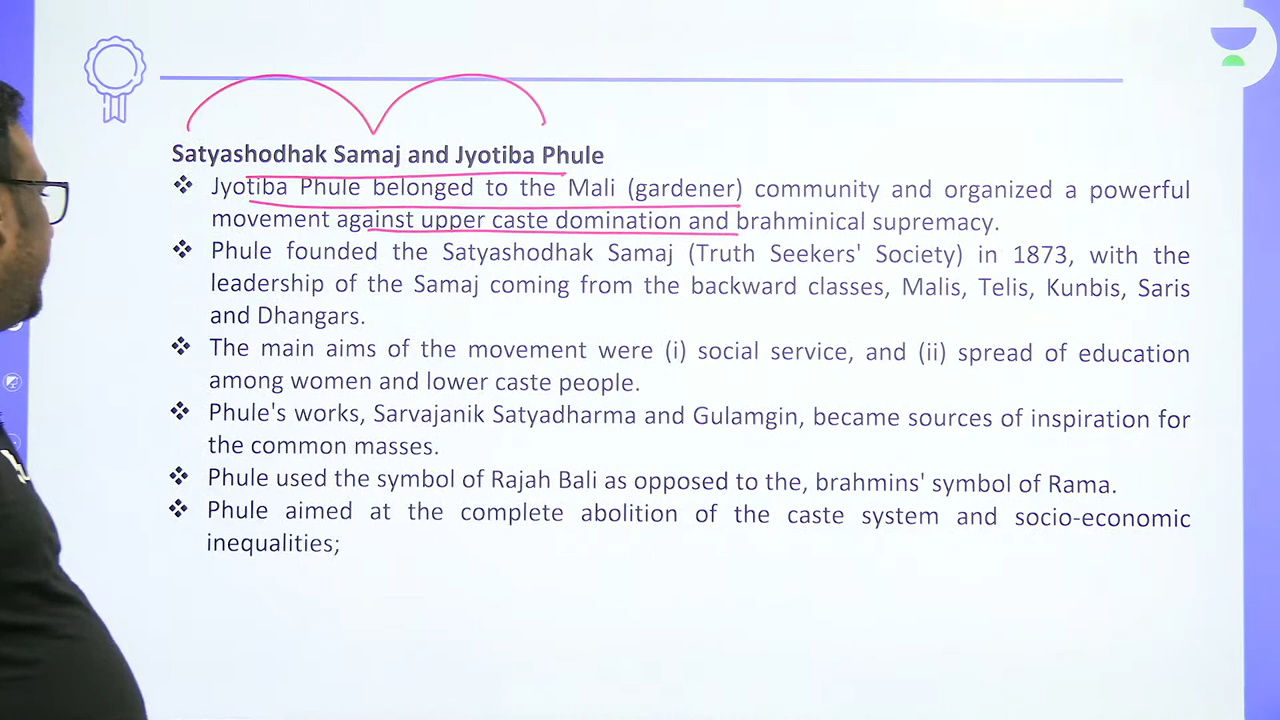 Satyashodhak Samaj and Jyotiba Phule
❖ Jyotiba Phule belonged to the Mali (gardener) community and organized a powerful
movement against upper caste domination and brahminical supremacy.
❖ Phule founded the Satyashodhak Samaj (Truth Seekers' Society) in 1873, with the
leadership of the Samaj coming from the backward classes, Malis, Telis, Kunbis, Saris
and Dhangars.
❖ The main aims of the movement were (i) social service, and (ii) spread of education
among women and lower caste people.
❖ Phule's works, Sarvajanik Satyadharma and Gulamgin, became sources of inspiration for
the common masses.
❖ Phule used the symbol of Rajah Bali as opposed to the, brahmins' symbol of Rama.
❖ Phule aimed at the complete abolition of the caste system and socio-economic
inequalities;